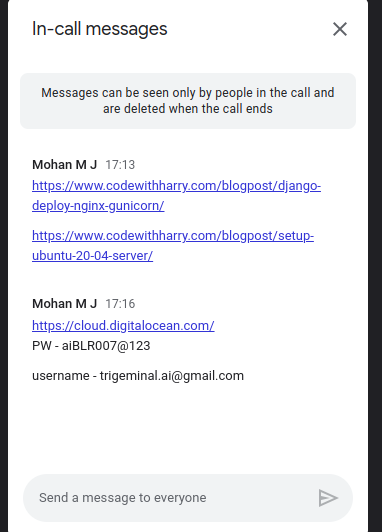 In-call messages
Messages can be seen only by people in the call and
are deleted when the call ends
Mohan M J 17:13
https://www.codewithharry.com/blogpost/django-
deploy-nginx-gunicorn/
https://www.codewithharry.com/blogpost/setup-
ubuntu-20-04-server/
Mohan M J 17:16
https://cloud.digitalocean.com/
PW - aiBLR007@123
username - trigeminal.ai@gmail.com
Send a message to everyone